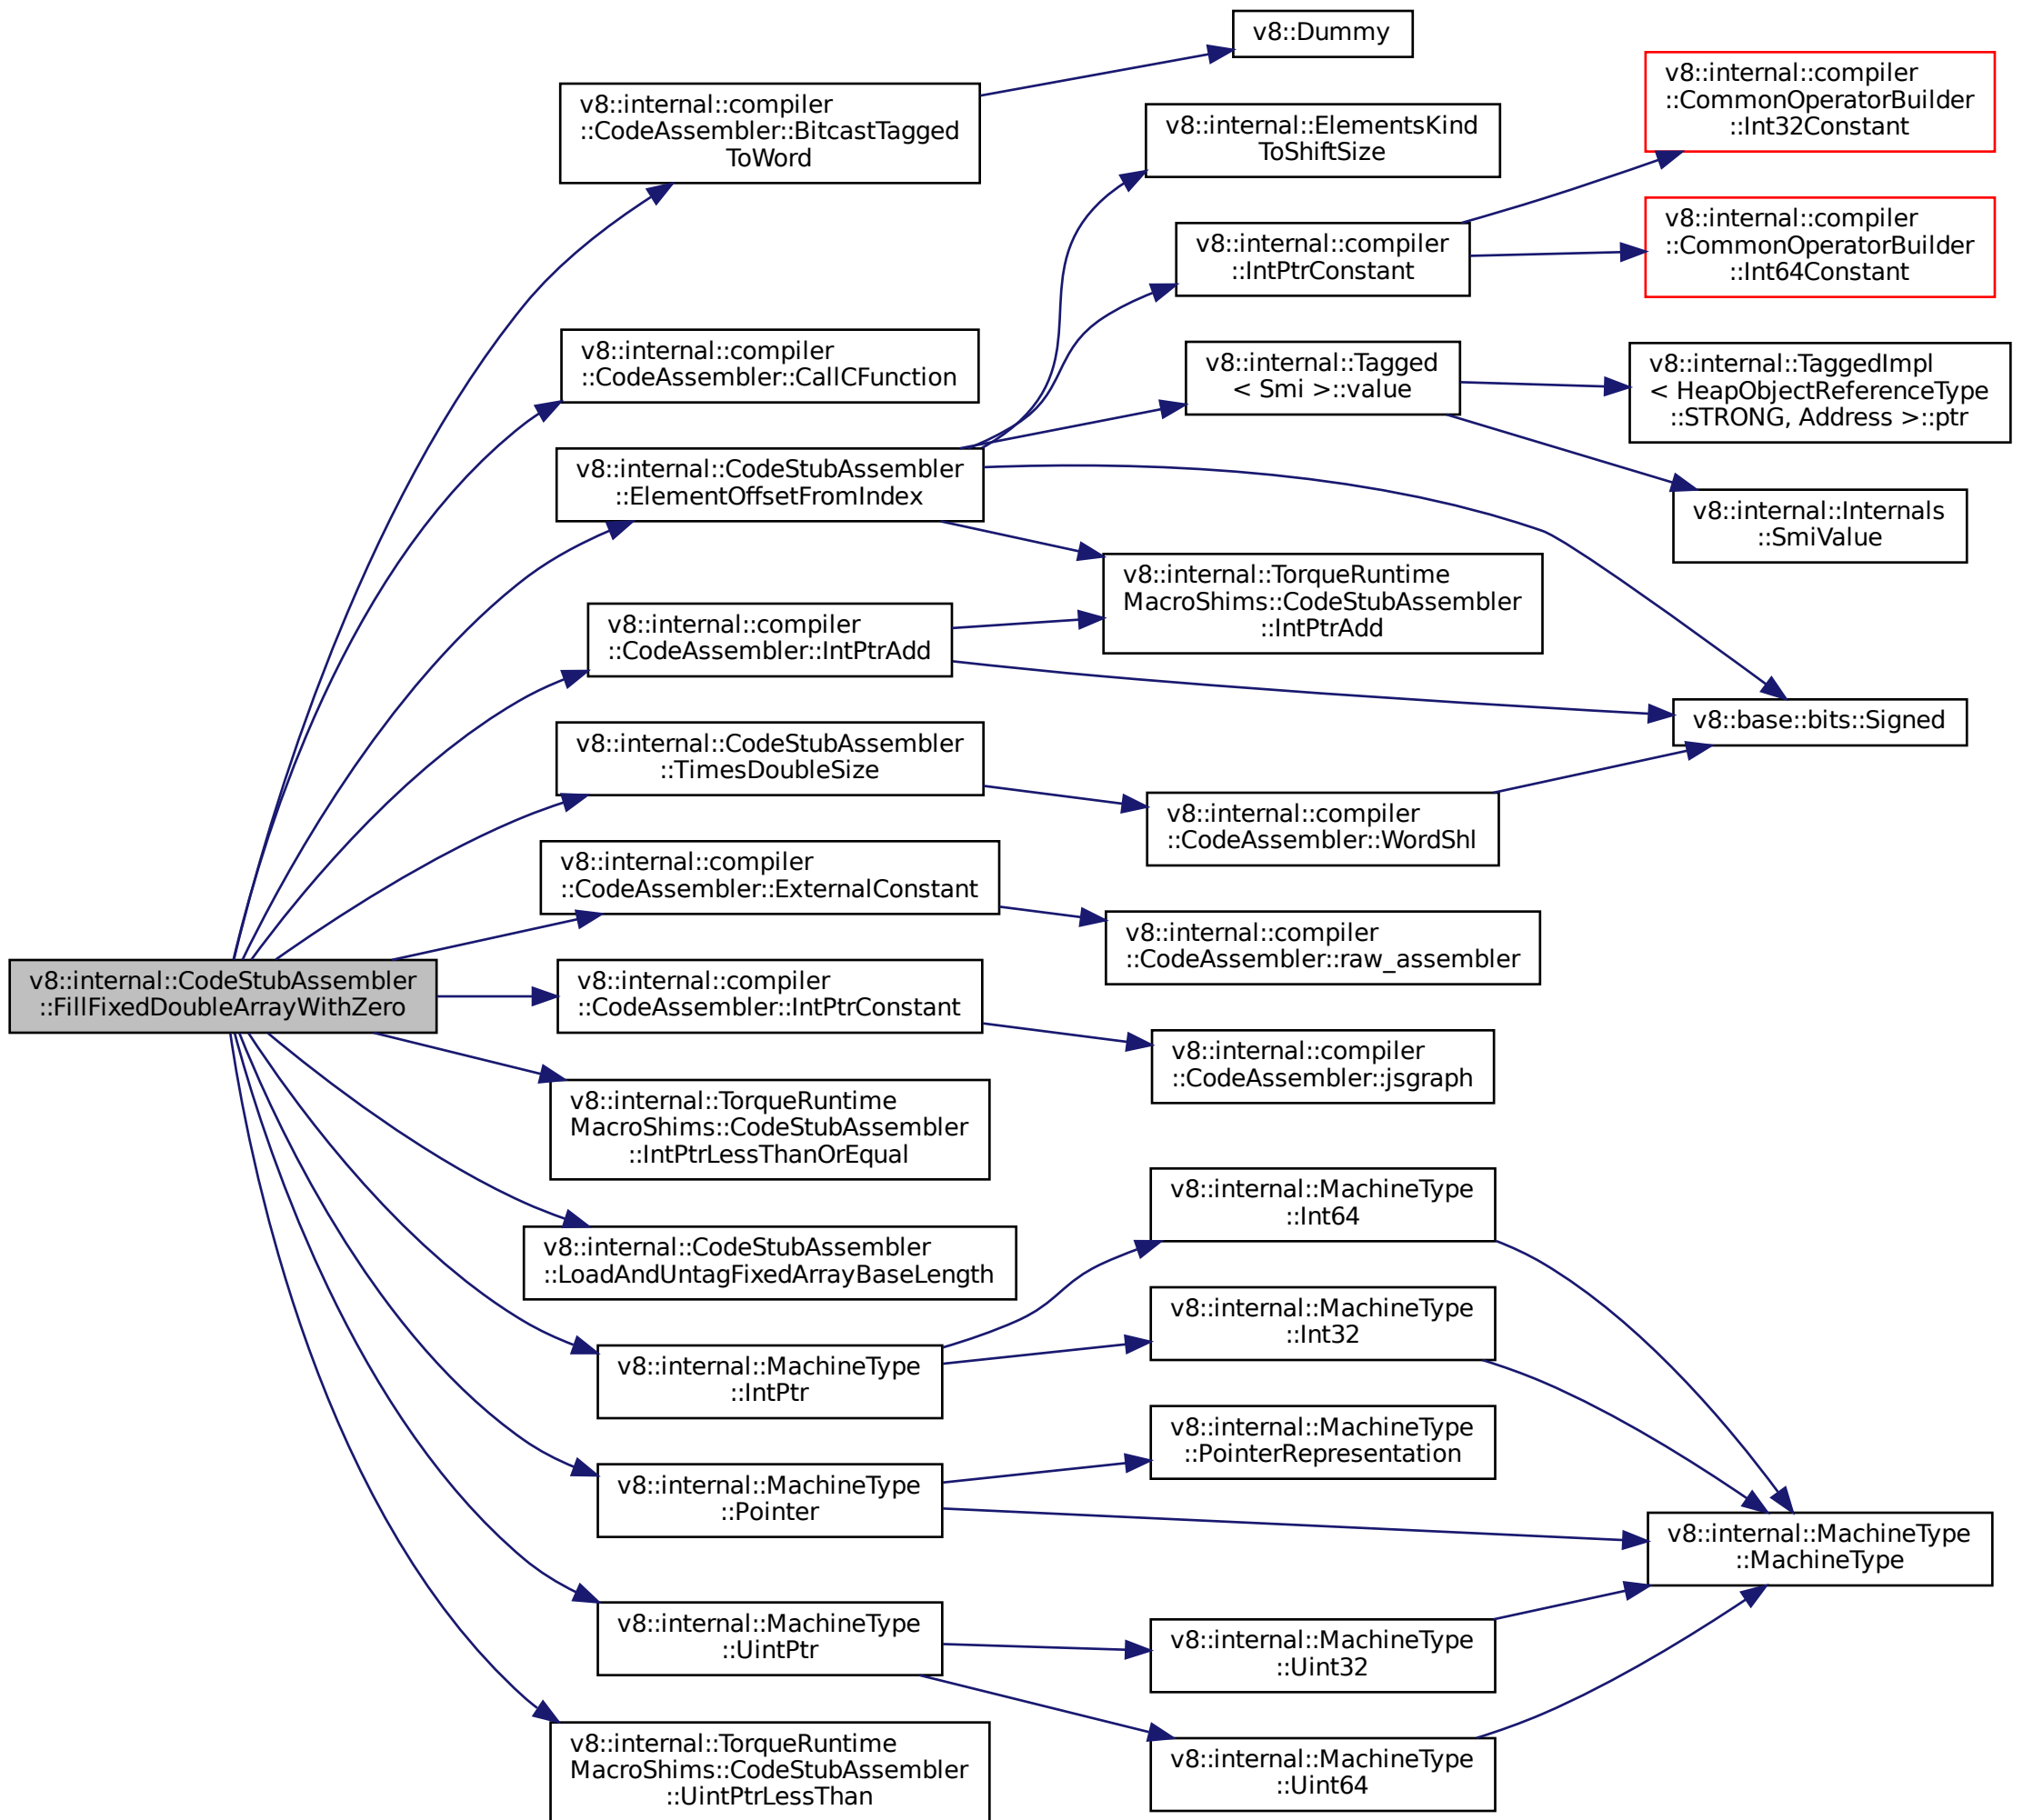 v8::Dummy
v8::internal::compiler
::CommonOperatorBuilder
::Int32Constant
v8::internal::compiler
::CodeAssembler::BitcastTagged
ToWord
v8::internal::ElementsKind
ToShiftSize
v8::internal::compiler
::CommonOperatorBuilder
::Int64Constant
v8::internal::compiler
::IntPtrConstant
v8::internal::compiler
::CodeAssembler::CallCFunction
v8::internal::Tagged
< Smi >::value
v8::internal::TaggedImpl
< HeapObjectReferenceType
::STRONG, Address >::ptr
v8::internal::CodeStubAssembler
::ElementOffsetFromIndex
v8::internal::Internals
::SmiValue
v8::internal::TorqueRuntime
MacroShims::CodeStubAssembler
::IntPtrAdd
v8::internal::compiler
::CodeAssembler::IntPtrAdd
v8::base::bits::Signed
v8::internal::CodeStubAssembler
::TimesDoubleSize
v8::internal::compiler
::CodeAssembler::WordShl
v8::internal::compiler
::CodeAssembler::ExternalConstant
v8::internal::compiler
::CodeAssembler::raw_assembler
v8::internal::CodeStubAssembler
::FillFixedDoubleArrayWithZero
v8::internal::compiler
::CodeAssembler::IntPtrConstant
v8::internal::compiler
::CodeAssembler::jsgraph
v8::internal::TorqueRuntime
MacroShims::CodeStubAssembler
::IntPtrLessThanOrEqual
v8::internal::MachineType
::Int64
v8::internal::CodeStubAssembler
::LoadAndUntagFixedArrayBaseLength
v8::internal::MachineType
::Int32
v8::internal::MachineType
::IntPtr
v8::internal::MachineType
::PointerRepresentation
v8::internal::MachineType
::Pointer
v8::internal::MachineType
::MachineType
v8::internal::MachineType
::UintPtr
v8::internal::MachineType
::Uint32
v8::internal::TorqueRuntime
MacroShims::CodeStubAssembler
::UintPtrLessThan
v8::internal::MachineType
::Uint64